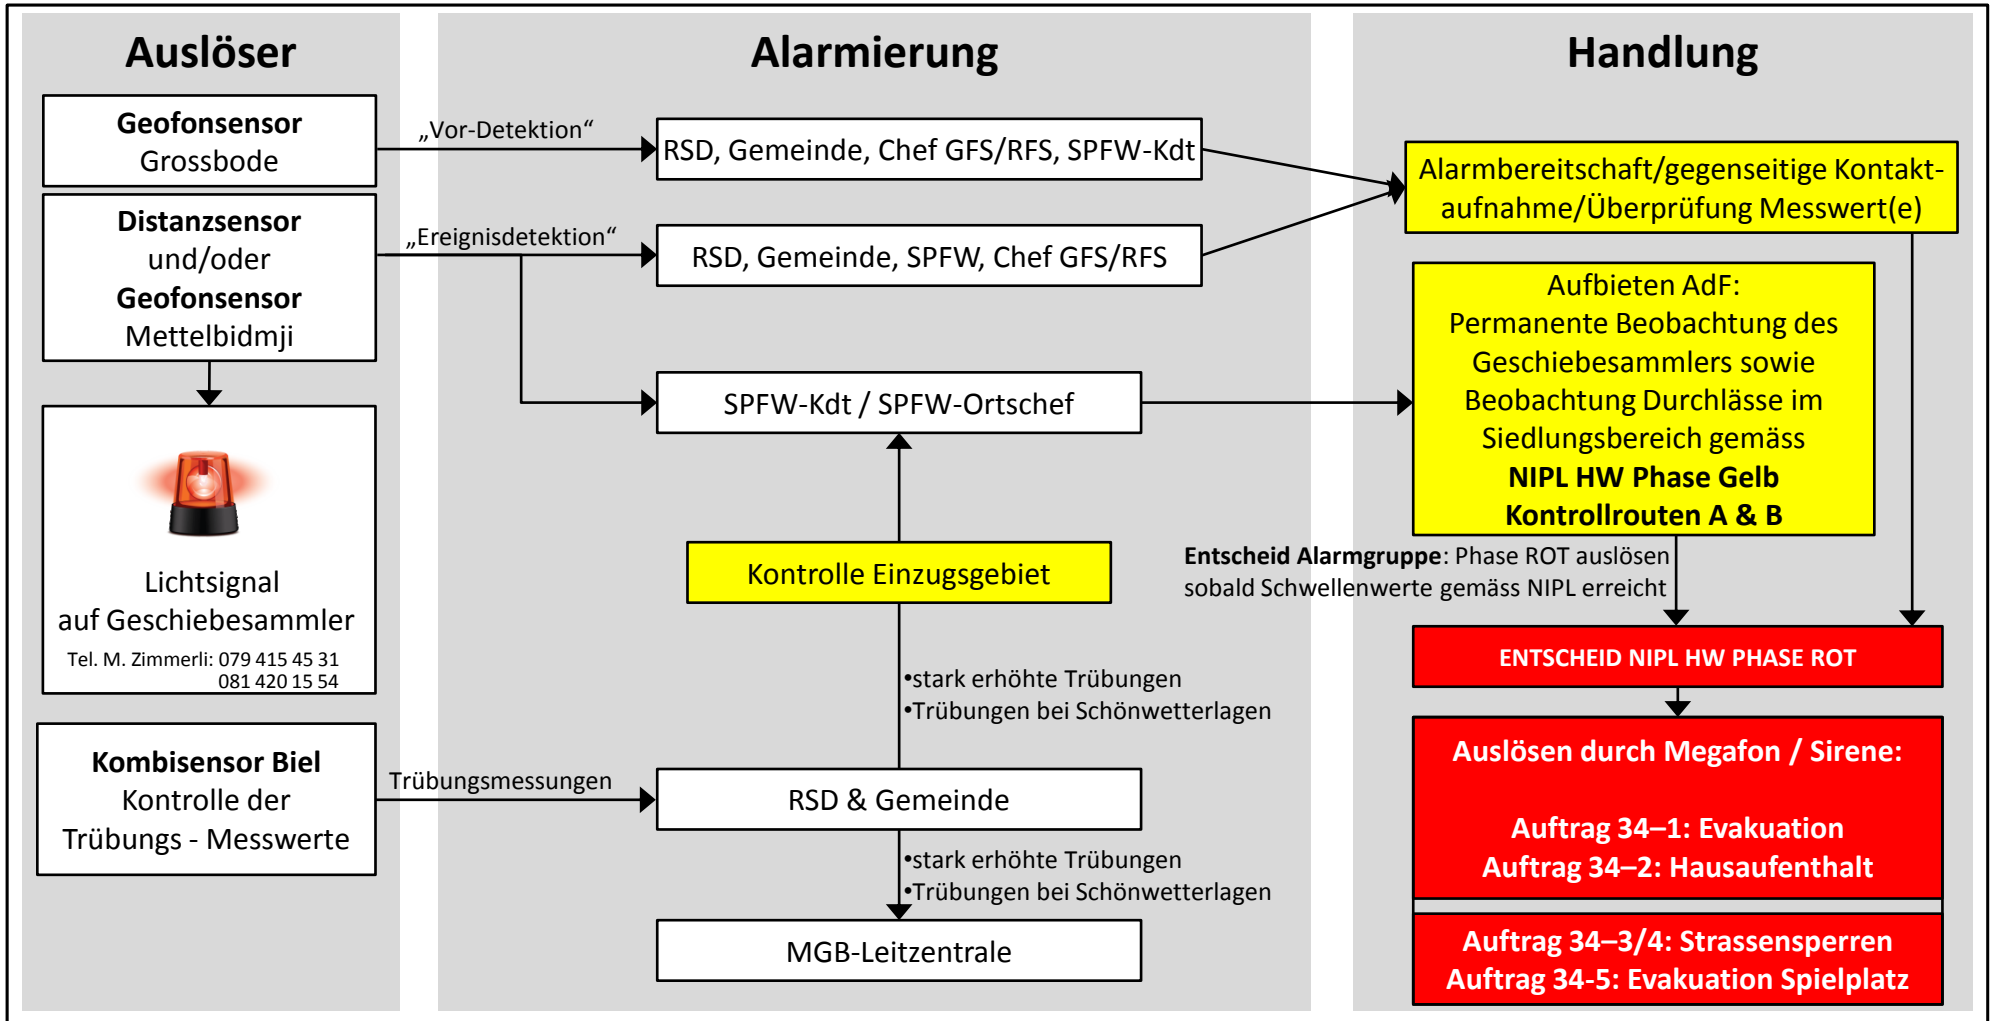 Auslöser
Geofonsensor
Grossbode
Distanzsensor
und/oder
Geofonsensor
Mettelbidmji
Lichtsignal
auf Geschiebesammler
Tel. M. Zimmerli: 079 415 45 31
081 420 15 54
Kombisensor Biel
Kontrolle der
Trübungs - Messwerte
Alarmierung
„Vor-Detektion“
RSD, Gemeinde, Chef GFS/RFS, SPFW-Kdt
„Ereignisdetektion“
RSD, Gemeinde, SPFW, Chef GFS/RFS
SPFW-Kdt / SPFW-Ortschef
Kontrolle Einzugsgebiet
•stark erhöhte Trübungen
•Trübungen bei Schönwetterlagen
Trübungsmessungen
RSD & Gemeinde
•stark erhöhte Trübungen
•Trübungen bei Schönwetterlagen
MGB-Leitzentrale
Handlung
Alarmbereitschaft/gegenseitige Kontakt-
aufnahme/Überprüfung Messwert(e)
Aufbieten AdF:
Permanente Beobachtung des
Geschiebesammlers sowie
Beobachtung Durchlässe im
Siedlungsbereich gemäss
NIPL HW Phase Gelb
Kontrollrouten A & B
Entscheid Alarmgruppe: Phase ROT auslösen
sobald Schwellenwerte gemäss NIPL erreicht
ENTSCHEID NIPL HW PHASE ROT
Auslösen durch Megafon / Sirene:
Auftrag 34–1: Evakuation
Auftrag 34–2: Hausaufenthalt
Auftrag 34–3/4: Strassensperren
Auftrag 34-5: Evakuation Spielplatz